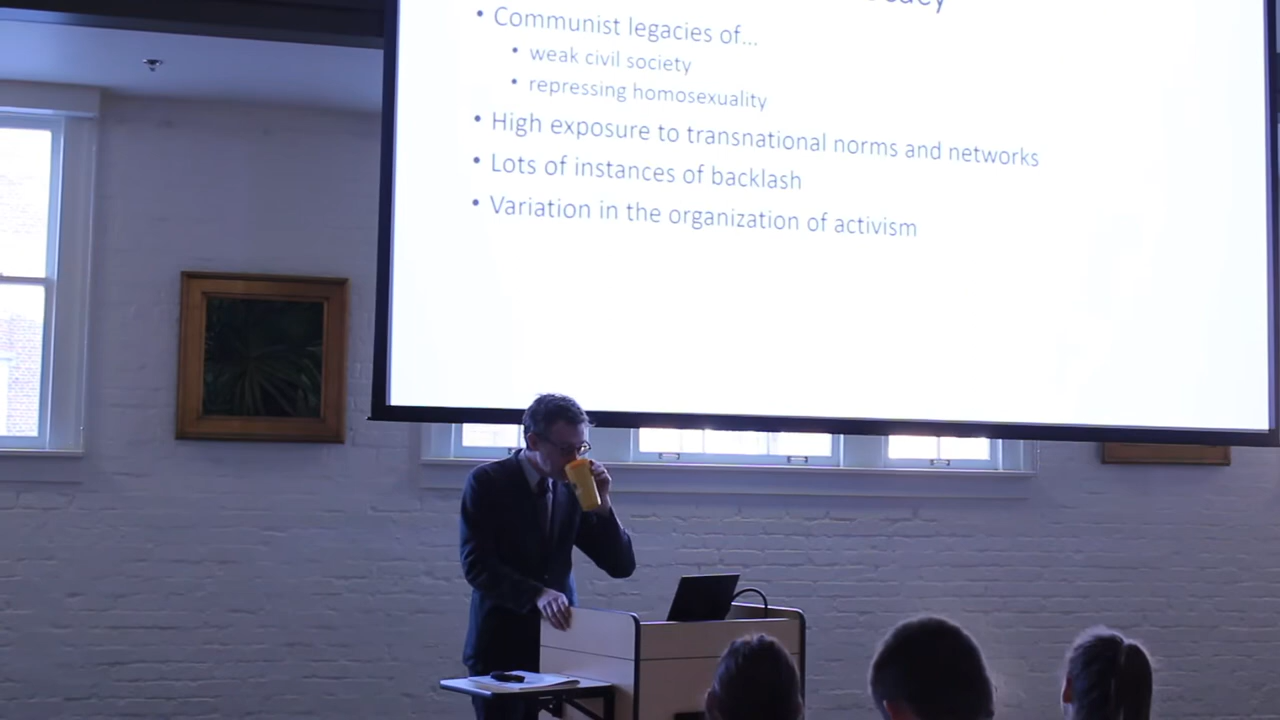 • Communist legacies of...
• weak civil society
• repressing homosexuality
• High exposure to transnational norms and networks
• Lots of instances of backlash
• Variation in the organization of activism